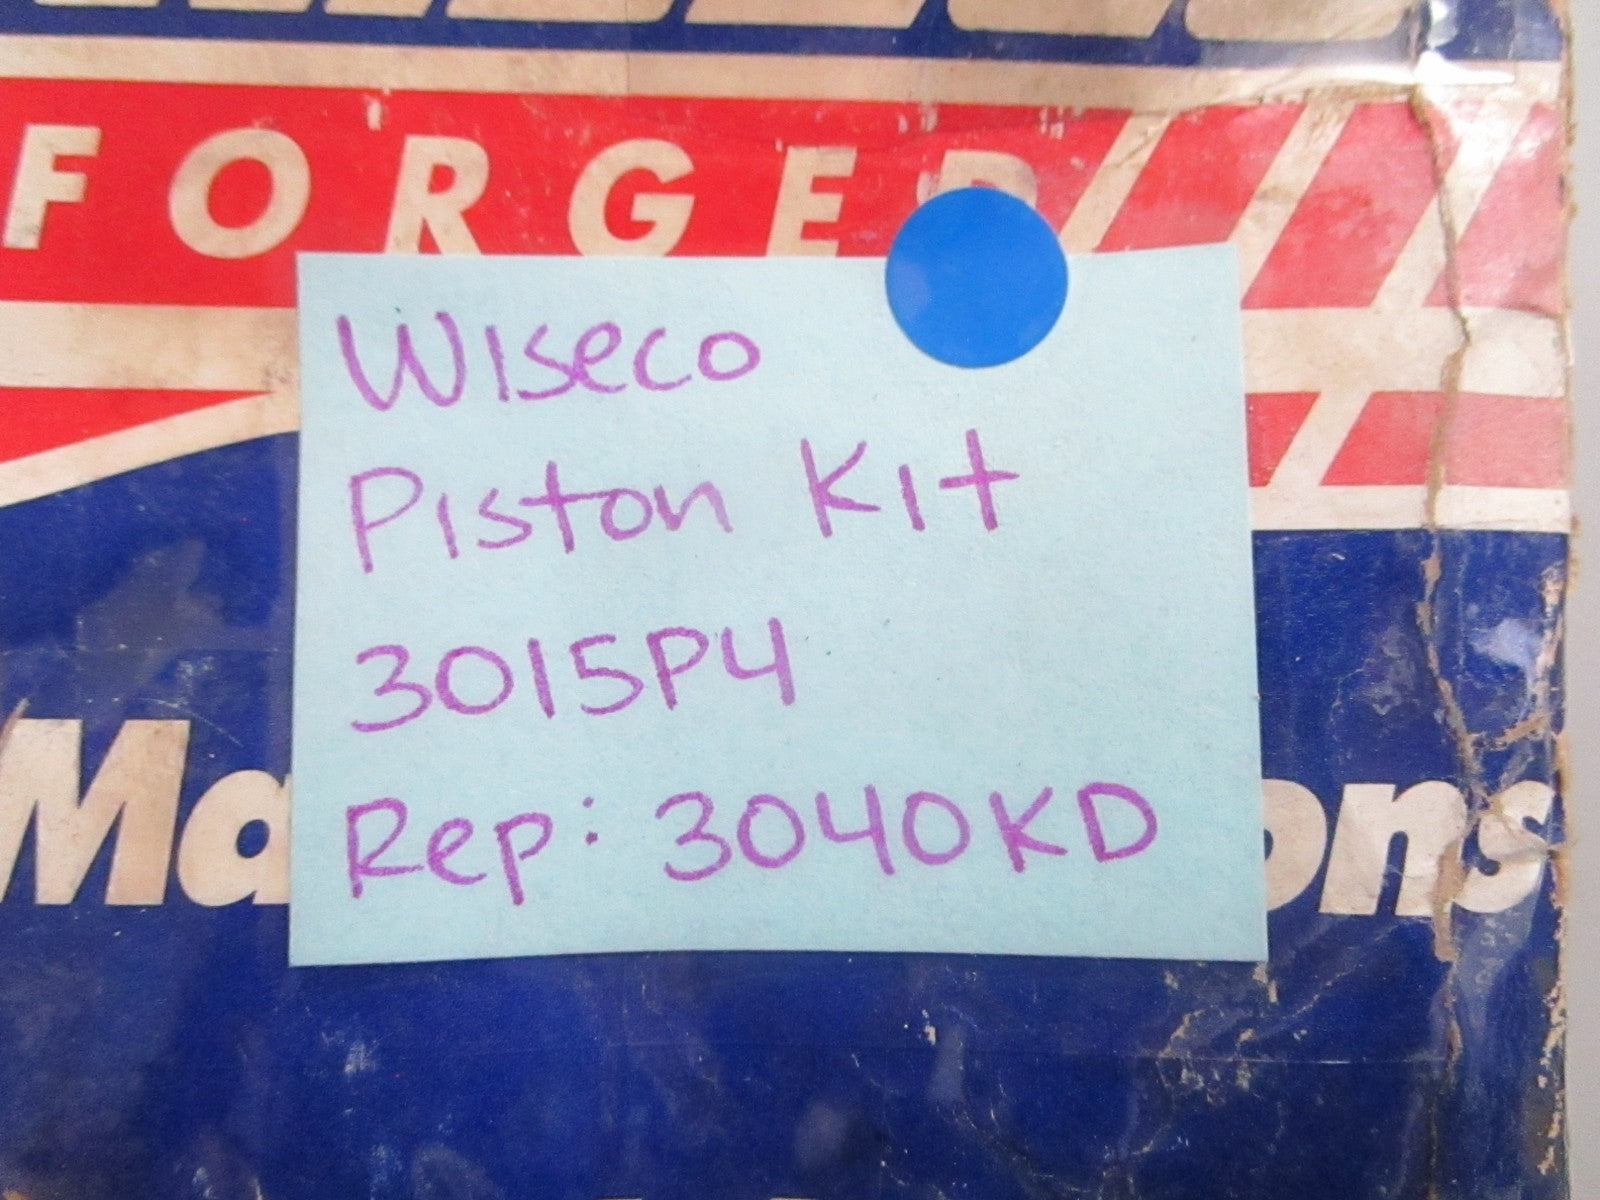 FORGED
Wiseco
Piston Kit
3015P4
Rep: 3040KD